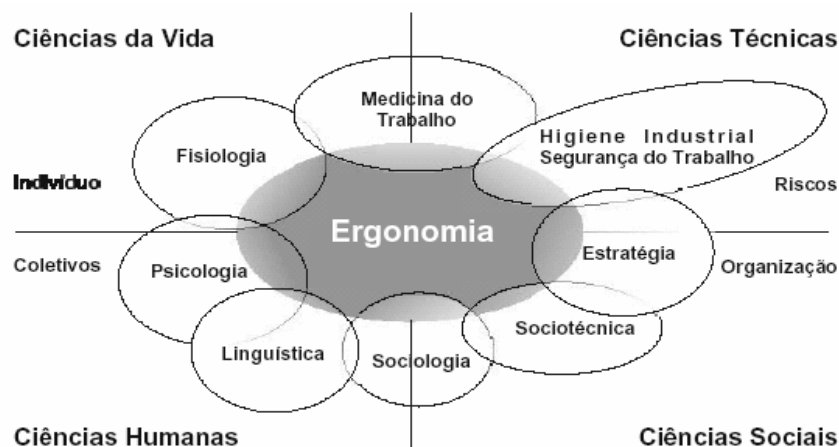 Ciências da Vida
Ciências Técnicas
Medicina do
Trabalho
Higiene Industrial
Segurança do Trabalho
Fisiologia
Indivíduo
Riscos
Ergonomia
Coletivos
Psicologia
Estratégia
Organização
Sociotécnica
Linguística
Sociologia
Ciências Humanas
Ciências Sociais